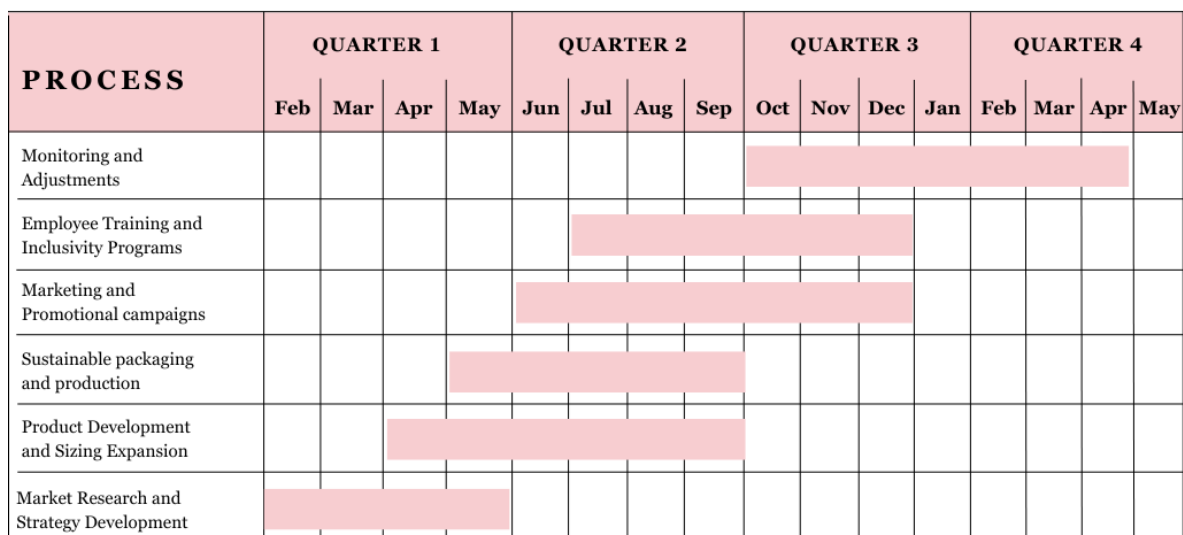 PROCESS
QUARTER 1
QUARTER 2
QUARTER 3
QUARTER 4
Feb Mar Apr May Jun Jul Aug Sep Oct Nov Dec Jan Feb Mar Apr May
Monitoring and
Adjustments
Employee Training and
Inclusivity Programs
Marketing and
Promotional campaigns
Sustainable packaging
and production
Product Development
and Sizing Expansion
Market Research and
Strategy Development